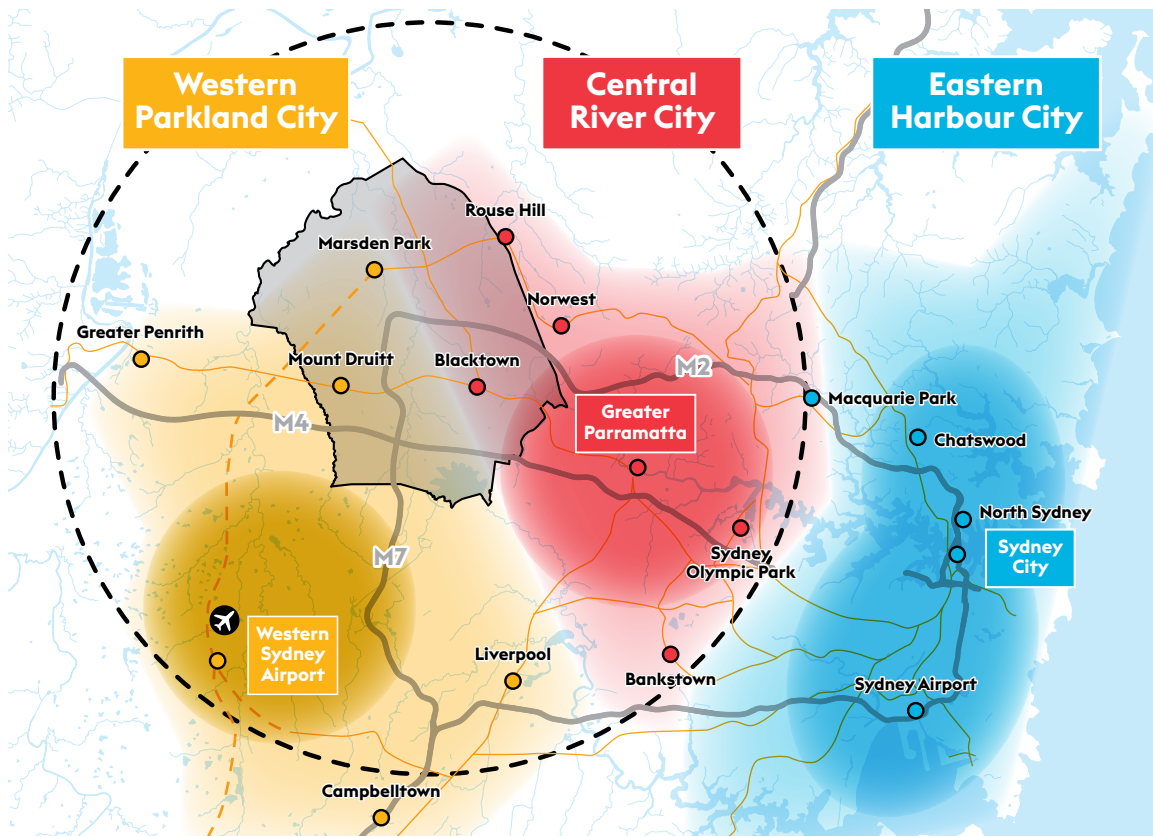 Western
Parkland City
Central
River City
Eastern
Harbour City
Rouse Hill
Marsden Park
Norwest
Greater Penrith
Mount Druitt
Blacktown
M2
Macquarie Park
Greater
Parramatta
M4
Chatswood
North Sydney
Sydney
City
Sydney
Olympic Park
M7
Western
Sydney
Airport
Liverpool
Bankstown
Sydney Airport
Campbelltown